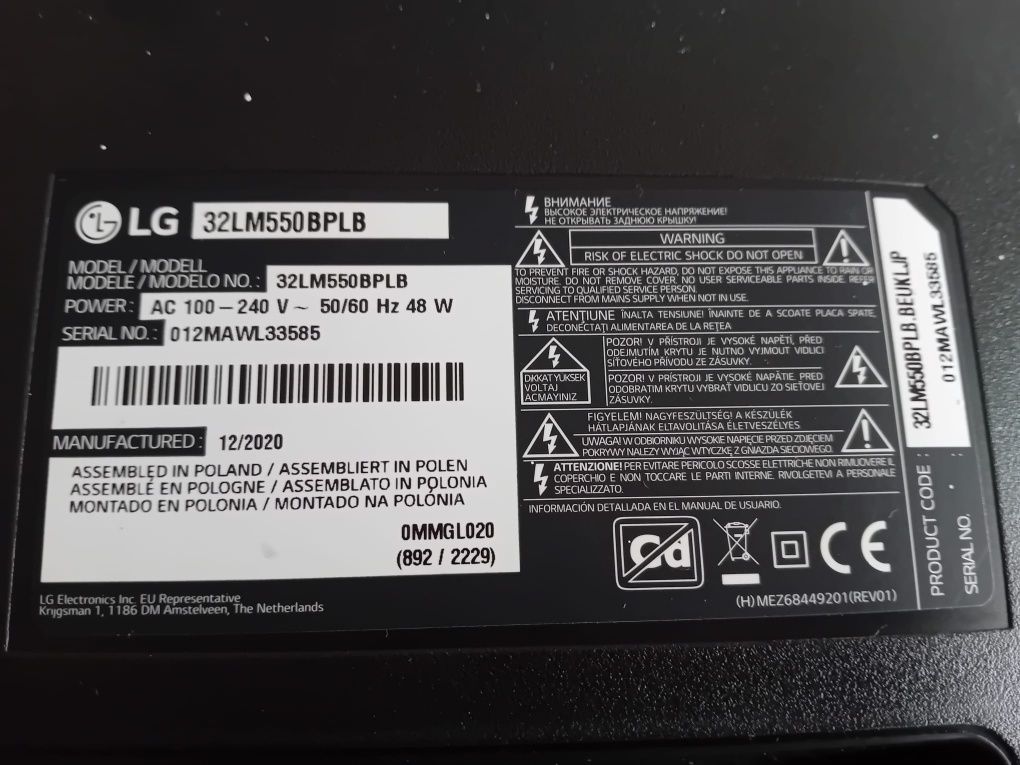 LG 32LM550BPLB
MODEL / MODELL
MODELE / MODELO NO. : 32LM550BPLB
POWER : AC 100 – 240 V ~ 50/60 Hz 48 W
SERIAL NO. : 012MAWL33585
MANUFACTURED : 12/2020
ASSEMBLED IN POLAND / ASSEMBLIERT IN POLEN
ASSEMBLÉ EN POLOGNE / ASSEMBLATO IN POLONIA
MONTADO EN POLONIA / MONTADO NA POLÓNIA
0MMGL020
(892 / 2229)
LG Electronics Inc. EU Representative
Krijgsman 1, 1186 DM Amstelveen, The Netherlands
ВНИМАНИЕ
ВЫСОКОЕ ЭЛЕКТРИЧЕСКОЕ НАПРЯЖЕНИЕ!
НЕ ОТКРЫВАТЬ ЗАДНЮЮ КРЫШКУ!
WARNING
RISK OF ELECTRIC SHOCK DO NOT OPEN
TO PREVENT FIRE OR SHOCK HAZARD, DO NOT EXPOSE THIS APPLIANCE TO RAIN OR
MOISTURE. DO NOT REMOVE COVER. NO USER SERVICEABLE PARTS INSIDE. REFER
SERVICING TO QUALIFIED SERVICE PERSON.
DISCONNECT FROM MAINS SUPPLY WHEN NOT IN USE.
ATENȚIUNE ÎNALTA TENSIUNE! ÎNAINTE DE A SCOATE PLACA SPATE,
DECONECTAȚI ALIMENTAREA DE LA REȚEA
DIKKAT YUKSEK
VOLTAJ
ACMAYINIZ
POZOR! V PŘÍSTROJI JE VYSOKÉ NAPĚTÍ, PŘED
ODEJMUTÍM KRYTU JE NUTNO VYJMOUT VIDLICI
SÍŤOVÉHO PŘÍVODU ZE ZÁSUVKY.
POZOR! V PRÍSTROJI JE VYSOKÉ NAPÄTIE, PRED
ODOBRATIM KRYTU VYBRAŤ VIDLICU ZO SIEŤOVEJ
ZÁSUVKY.
FIGYELEM! NAGYFESZÜLTSÉG! A KÉSZÜLÉK
HÁTLAPJÁNAK ELTAVOLÍTÁSA ÉLETVESZÉLYES
UWAGA! W ODBIORNIKU WYSOKIE NAPIĘCIE PRZED ZDJĘCIEM
POKRYWY NALEŻY WYJĄĆ WTYCZKĘ Z GNIAZDA SIECIOWEGO.
ATTENZIONE! PER EVITARE PERICOLO SCOSSE ELETTRICHE NON RIMUOVERE IL
COPERCHIO E NON TOCCARE LE PARTI INTERNE. RIVOLGETEVI A PERSONALE
SPECIALIZZATO.
INFORMACIÓN DETALLADA EN EL MANUAL DE USUARIO.
Cd
CE
(H) MEZ68449201(REV01)
PRODUCT CODE : 32LM550BPLB.BEUKLJP
SERIAL NO. : 012MAWL33585